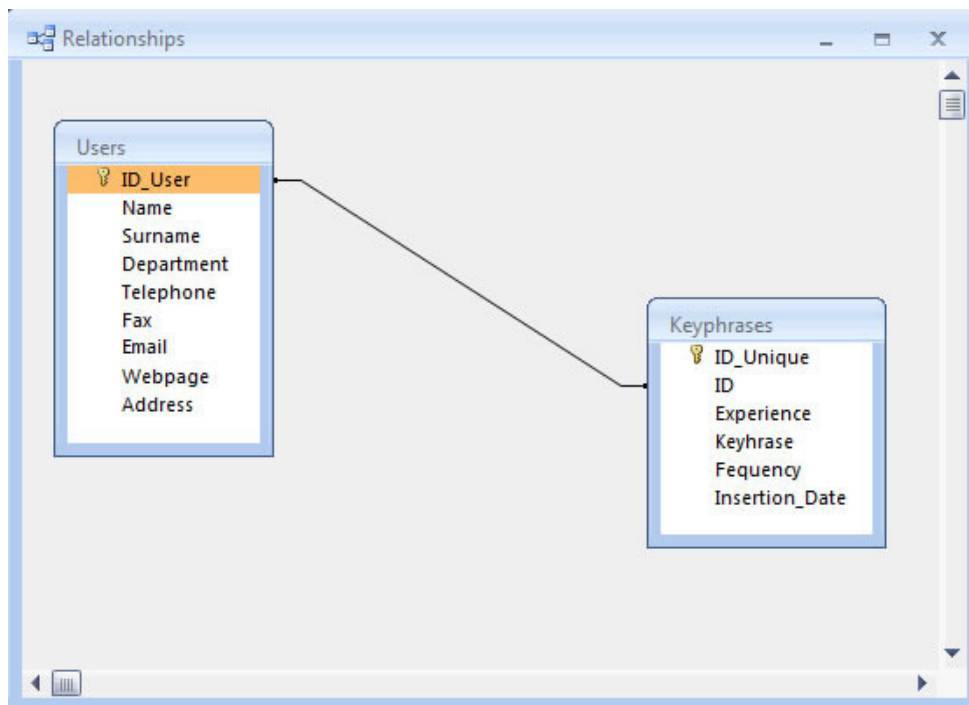 Relationships
Users
ID_User
Name
Surname
Department
Telephone
Fax
Email
Webpage
Address
Keyphrases
ID_Unique
ID
Experience
Keyhrase
Fequency
Insertion_Date